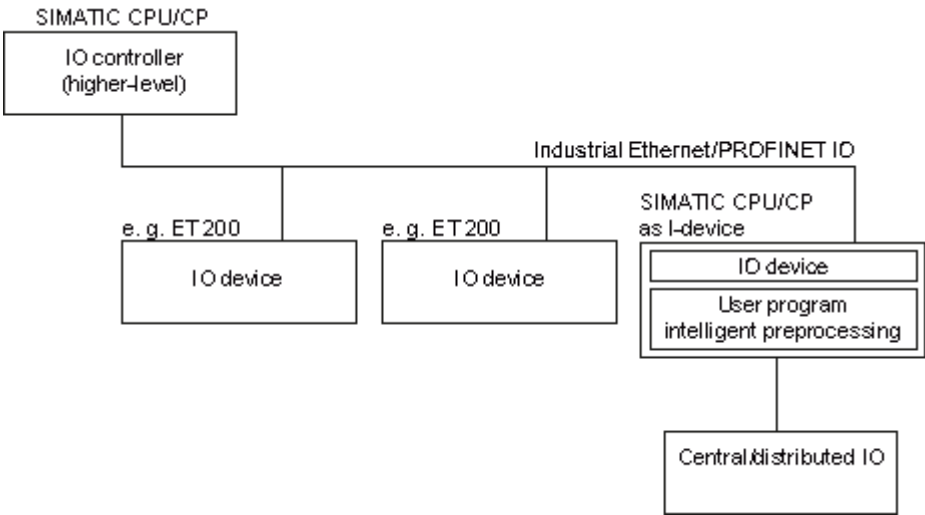 SIMATIC CPU/CP
IO controller
(higher-level)
Industrial Ethernet/PROFINET IO
e. g. ET 200
IO device
e. g. ET 200
IO device
SIMATIC CPU/CP
as I-device
IO device
User program
intelligent preprocessing
Central/distributed IO